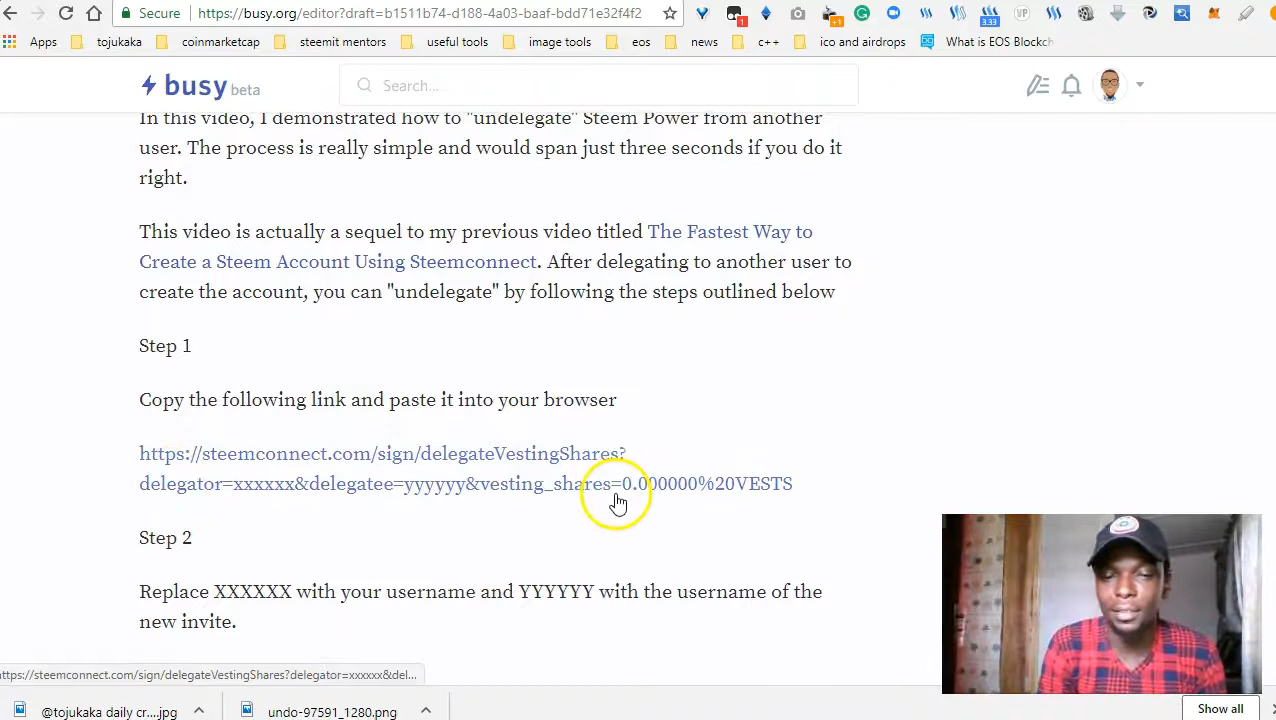 Secure https://busy.org/editor?draft=b1511b74-d188-4a03-baaf-bdd71e32f4f2
1 +1 3.33 VP
Apps tojukaka coinmarketcap steemit mentors useful tools image tools eos news c++ ico and airdrops What is EOS Blockch
busy beta Search...
In this video, I demonstrated how to "undelegate" Steem Power from another
user. The process is really simple and would span just three seconds if you do it
right.
This video is actually a sequel to my previous video titled The Fastest Way to
Create a Steem Account Using Steemconnect. After delegating to another user to
create the account, you can "undelegate" by following the steps outlined below
Step 1
Copy the following link and paste it into your browser
https://steemconnect.com/sign/delegateVestingShares?
delegator=xxxxxx&delegatee=yyyyyy&vesting_shares=0.000000%20VESTS
Step 2
Replace XXXXXX with your username and YYYYYY with the username of the
new invite.
https://steemconnect.com/sign/delegateVestingShares?delegator=xxxxxx&del...
@tojukaka daily cr....jpg undo-97591_1280.png Show all